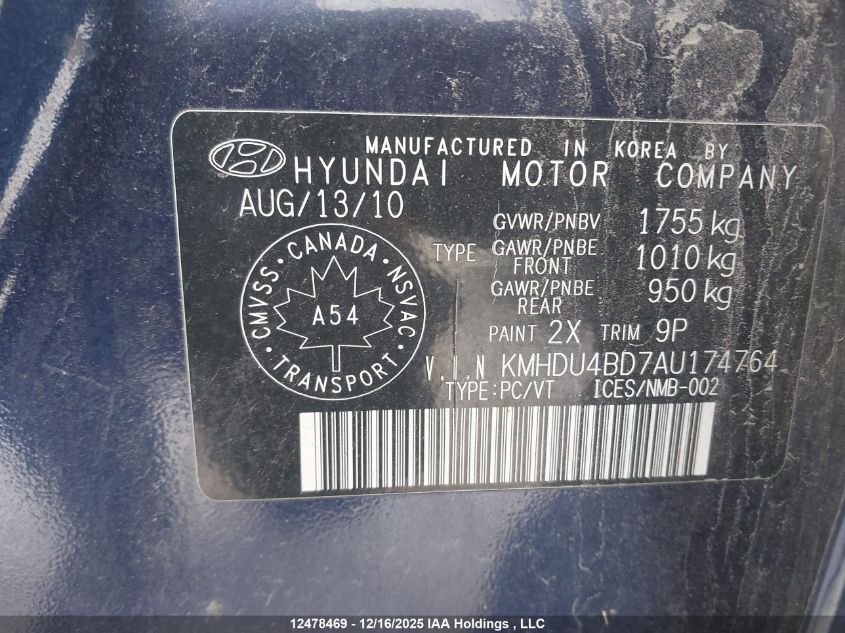 MANUFACTURED IN KOREA BY
HYUNDAI MOTOR COMPANY
AUG/13/10
GVWR/PNBV 1755 kg
TYPE GAWR/PNBE FRONT 1010 kg
GAWR/PNBE REAR 950 kg
PAINT 2X TRIM 9P
CMVSS · CANADA · NSVAC · TRANSPORT ·
A54
V.I.N KMHDU4BD7AU174764
TYPE:PC/VT ICES/NMB-002
12478469 - 12/16/2025 IAA Holdings , LLC